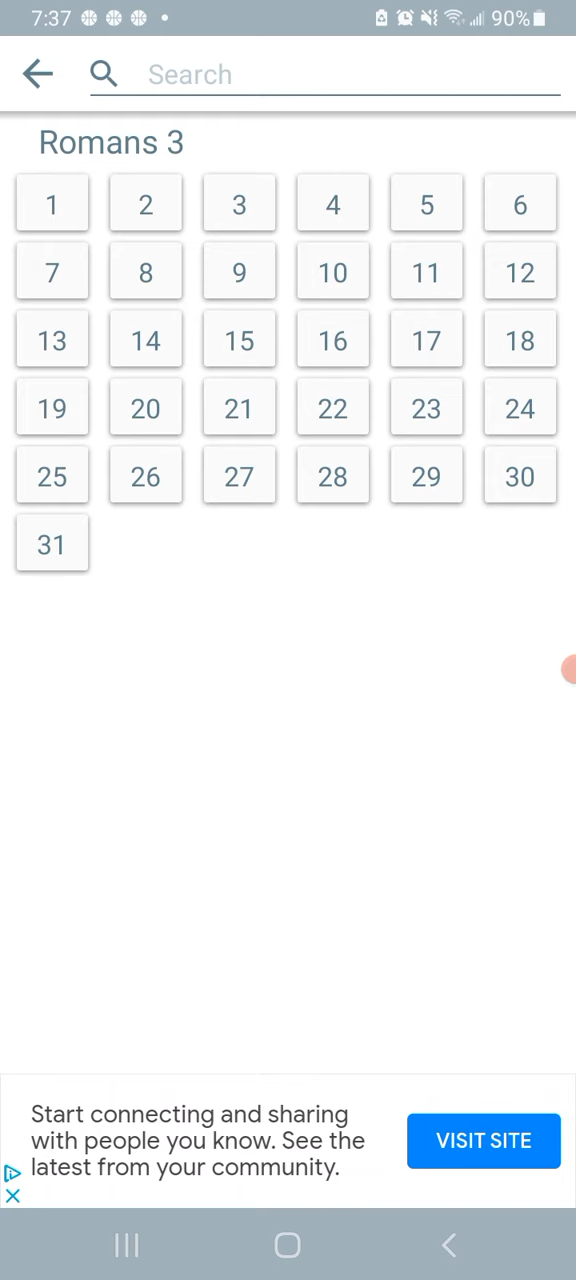 7:37
90%
Search
Romans 3
1 2 3 4 5 6
7 8 9 10 11 12
13 14 15 16 17 18
19 20 21 22 23 24
25 26 27 28 29 30
31
Start connecting and sharing
with people you know. See the
latest from your community.
VISIT SITE